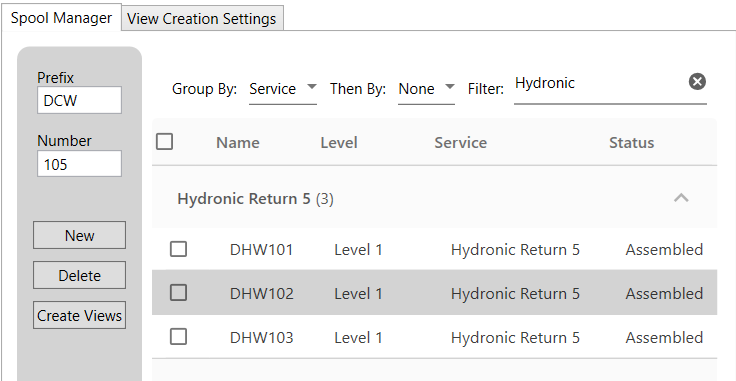 Spool Manager View Creation Settings
Prefix
DCW
Number
105
New
Delete
Create Views
Group By: Service Then By: None Filter: Hydronic
Name Level Service Status
Hydronic Return 5 (3)
DHW101 Level 1 Hydronic Return 5 Assembled
DHW102 Level 1 Hydronic Return 5 Assembled
DHW103 Level 1 Hydronic Return 5 Assembled